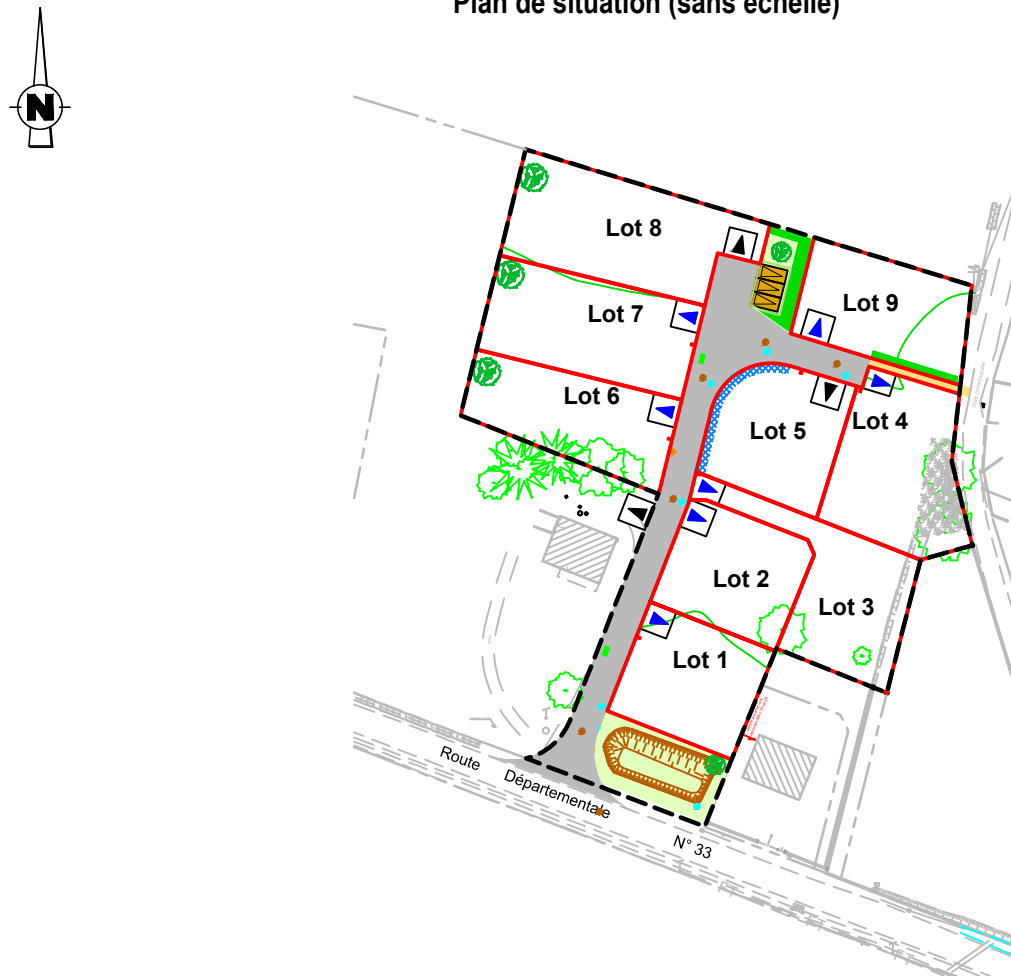 Plan de situation (sans échelle)
N
Lot 8
Lot 9
Lot 7
Lot 6
Lot 4
Lot 5
Lot 2
Lot 3
Lot 1
Route Départementale N° 33